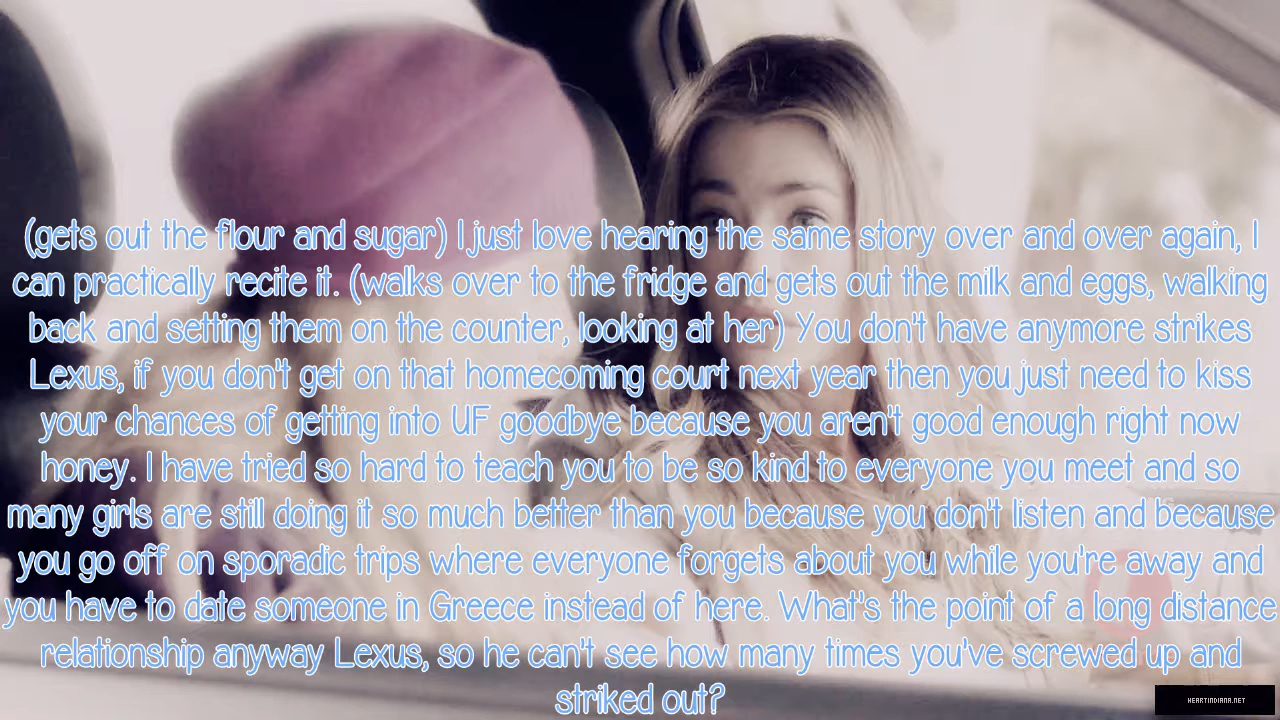 (gets out the flour and sugar) I just love hearing the same story over and over again, I
can practically recite it. (walks over to the fridge and gets out the milk and eggs, walking
back and setting them on the counter, looking at her) You don't have anymore strikes
Lexus, if you don't get on that homecoming court next year then you just need to kiss
your chances of getting into UF goodbye because you aren't good enough right now
honey. I have tried so hard to teach you to be so kind to everyone you meet and so
many girls are still doing it so much better than you because you don't listen and because
you go off on sporadic trips where everyone forgets about you while you're away and
you have to date someone in Greece instead of here. What's the point of a long distance
relationship anyway Lexus, so he can't see how many times you've screwed up and
striked out?
HEARTINDIANA.NET